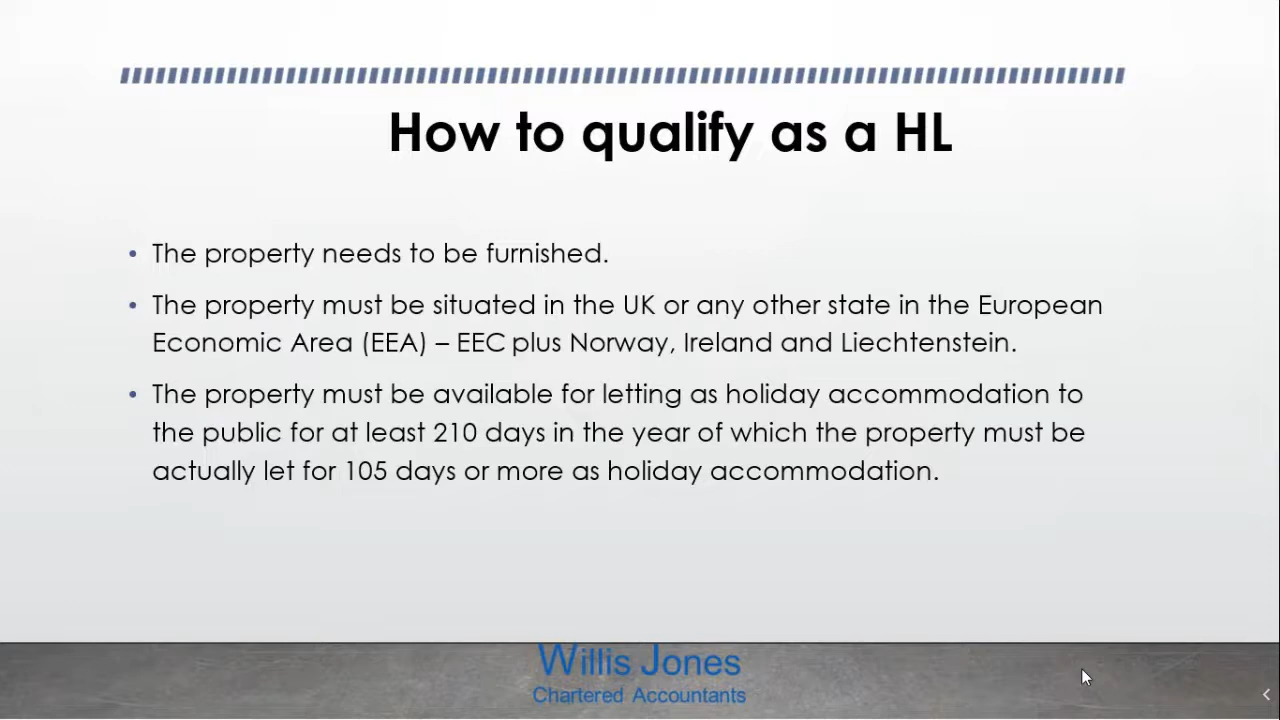 How to qualify as a HL
• The property needs to be furnished.
• The property must be situated in the UK or any other state in the European
Economic Area (EEA) – EEC plus Norway, Ireland and Liechtenstein.
• The property must be available for letting as holiday accommodation to
the public for at least 210 days in the year of which the property must be
actually let for 105 days or more as holiday accommodation.
Willis Jones
Chartered Accountants